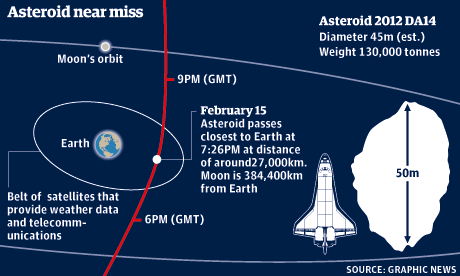 Asteroid near miss
Asteroid 2012 DA14
Diameter 45m (est.)
Weight 130,000 tonnes
Moon's orbit
9PM (GMT)
February 15
Asteroid passes
closest to Earth at
7:26PM at distance
of around27,000km.
Moon is 384,400km
from Earth
Earth
50m
Belt of satellites that
provide weather data
and telecomm-
unications
6PM (GMT)
SOURCE: GRAPHIC NEWS